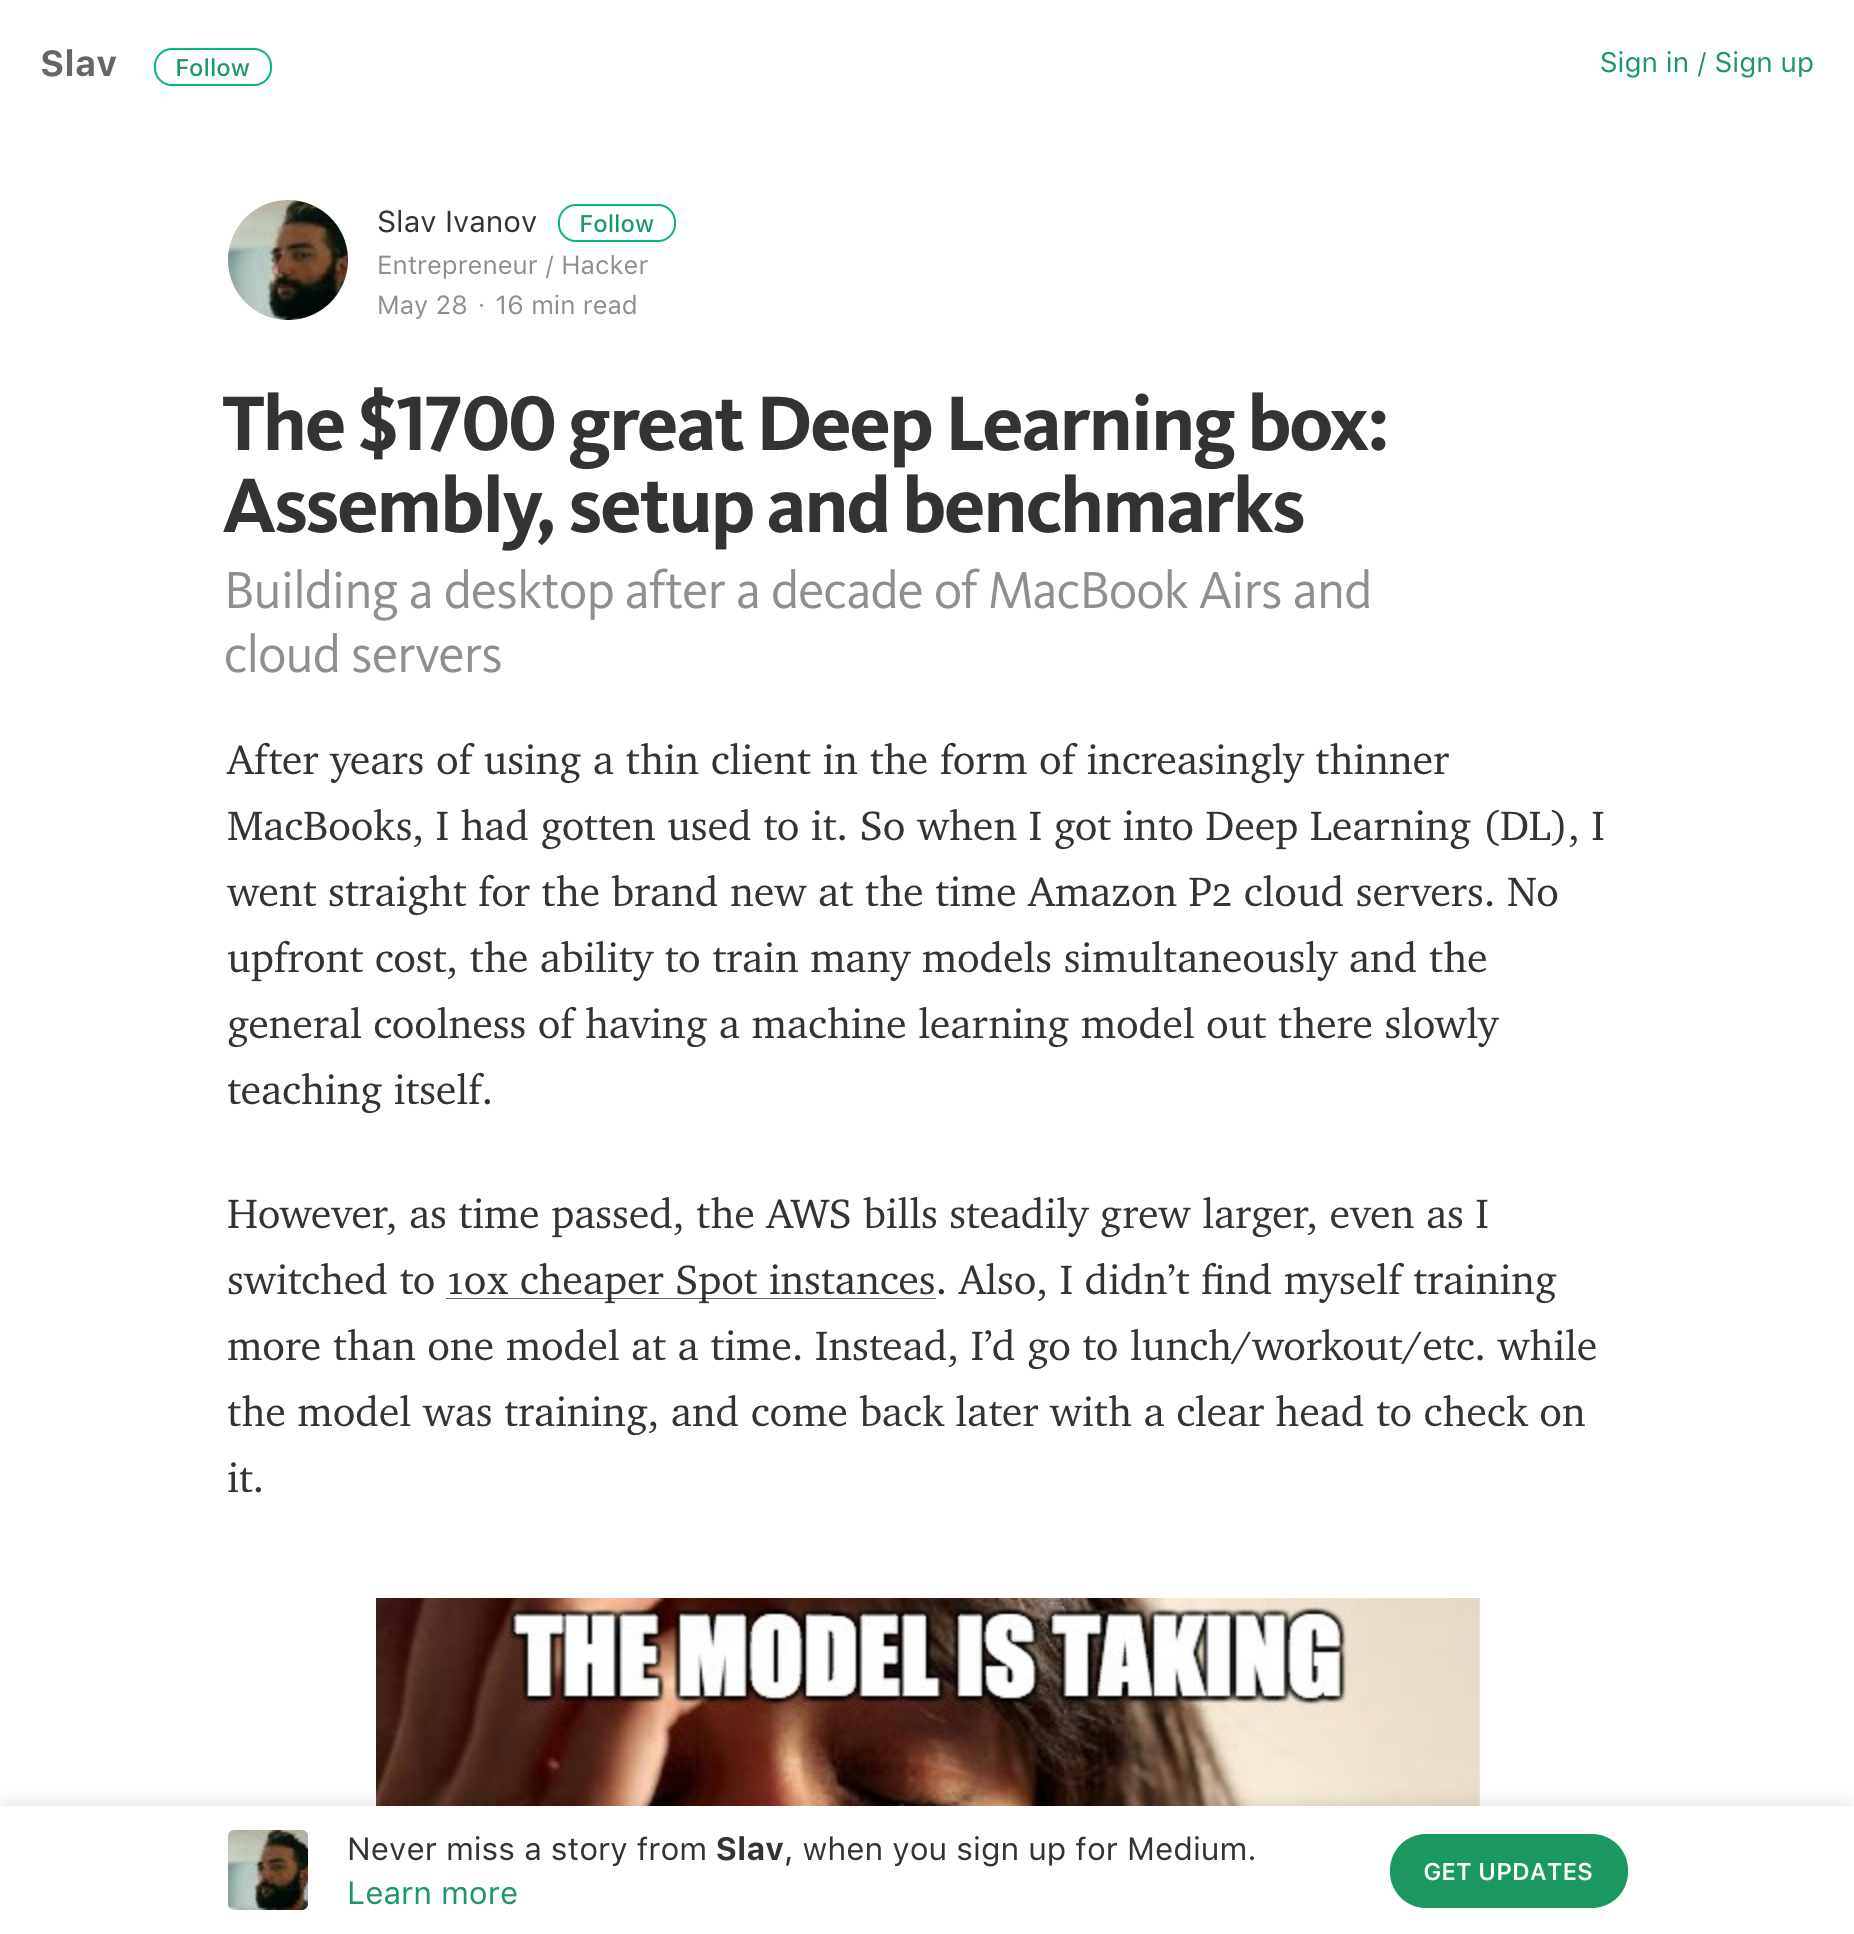 Slav Follow Sign in / Sign up
Slav Ivanov Follow
Entrepreneur / Hacker
May 28 · 16 min read
The $1700 great Deep Learning box:
Assembly, setup and benchmarks
Building a desktop after a decade of MacBook Airs and
cloud servers
After years of using a thin client in the form of increasingly thinner
MacBooks, I had gotten used to it. So when I got into Deep Learning (DL), I
went straight for the brand new at the time Amazon P2 cloud servers. No
upfront cost, the ability to train many models simultaneously and the
general coolness of having a machine learning model out there slowly
teaching itself.
However, as time passed, the AWS bills steadily grew larger, even as I
switched to 10x cheaper Spot instances. Also, I didn’t find myself training
more than one model at a time. Instead, I’d go to lunch/workout/etc. while
the model was training, and come back later with a clear head to check on
it.
THE MODEL IS TAKING
Never miss a story from Slav, when you sign up for Medium.
Learn more
GET UPDATES